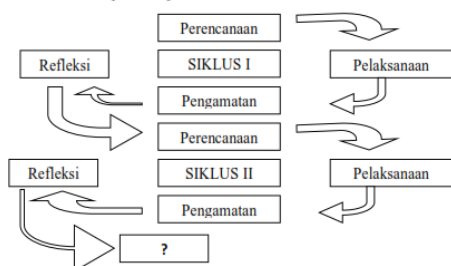 Perencanaan
Refleksi
SIKLUS I
Pelaksanaan
Pengamatan
Perencanaan
Refleksi
SIKLUS II
Pelaksanaan
Pengamatan
?